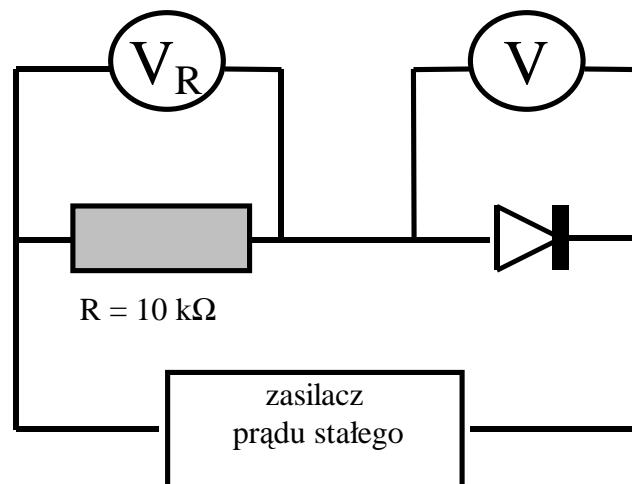 V_R
V
R = 10 kΩ
zasilacz
prądu stałego